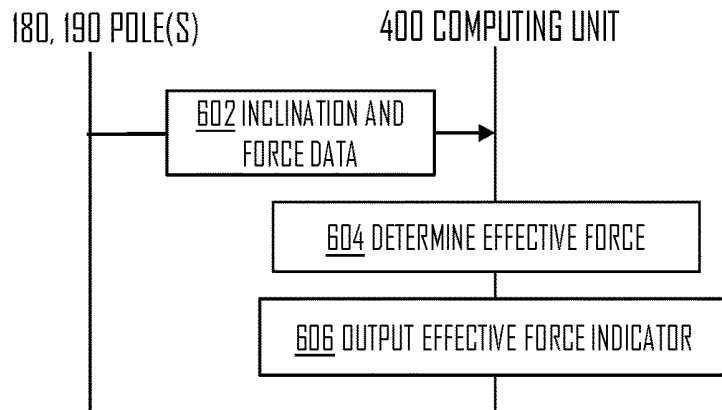 180, 190 POLE(S)
400 COMPUTING UNIT
602 INCLINATION AND
FORCE DATA
604 DETERMINE EFFECTIVE FORCE
606 OUTPUT EFFECTIVE FORCE INDICATOR